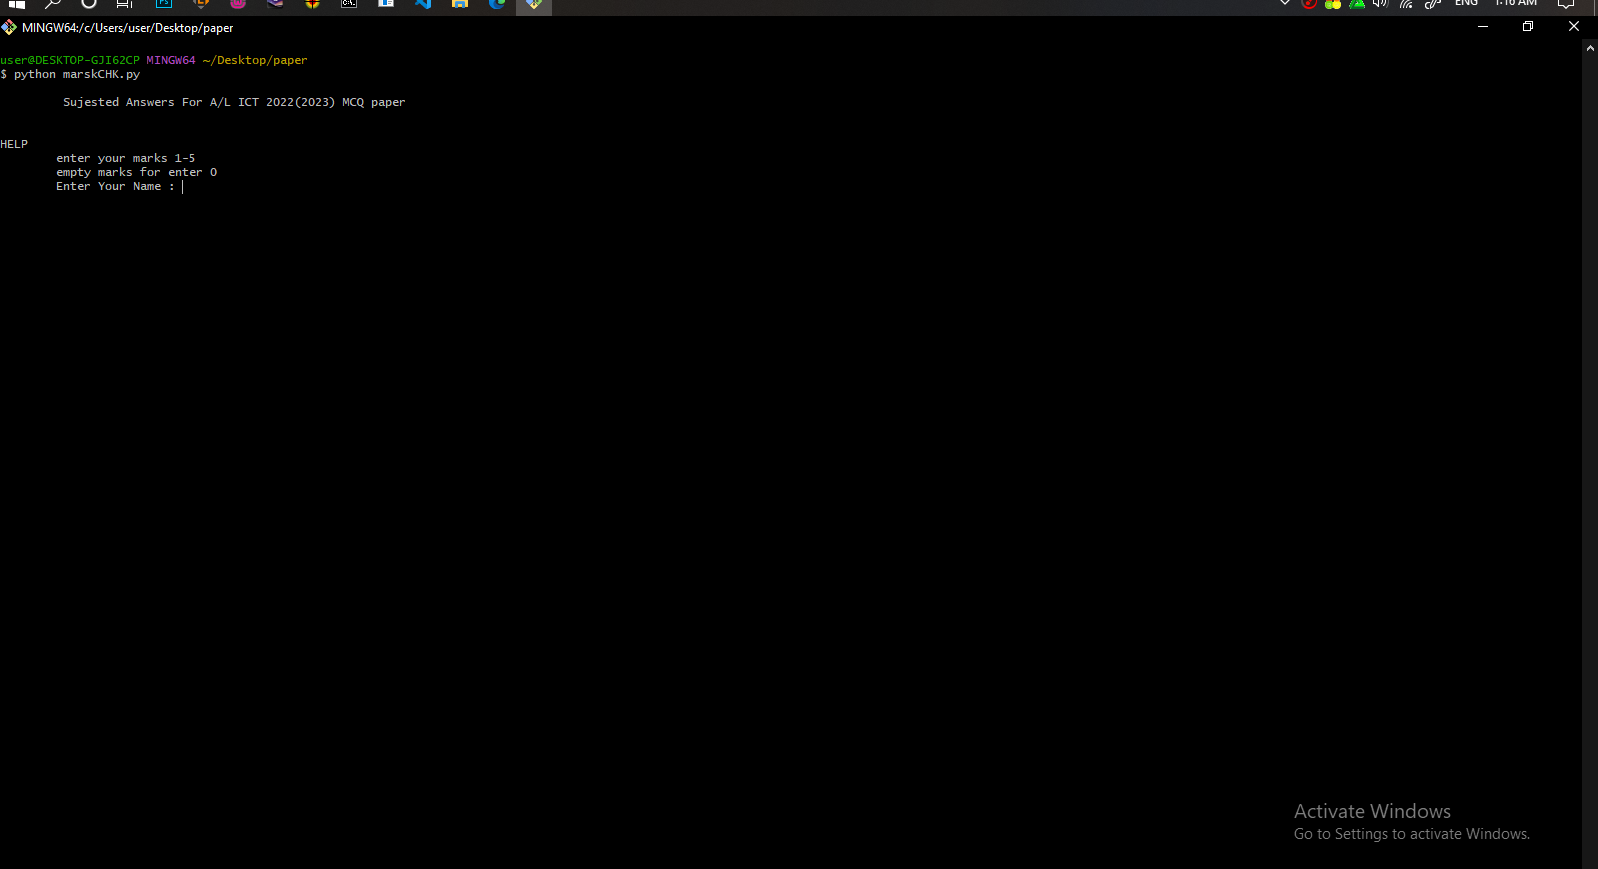 Ps
ENG
1:16 AM
MINGW64:/c/Users/user/Desktop/paper
user@DESKTOP-GJI62CP MINGW64 ~/Desktop/paper
$ python marskCHK.py
Sujested Answers For A/L ICT 2022(2023) MCQ paper
HELP
enter your marks 1-5
empty marks for enter O
Enter Your Name :
Activate Windows
Go to Settings to activate Windows.